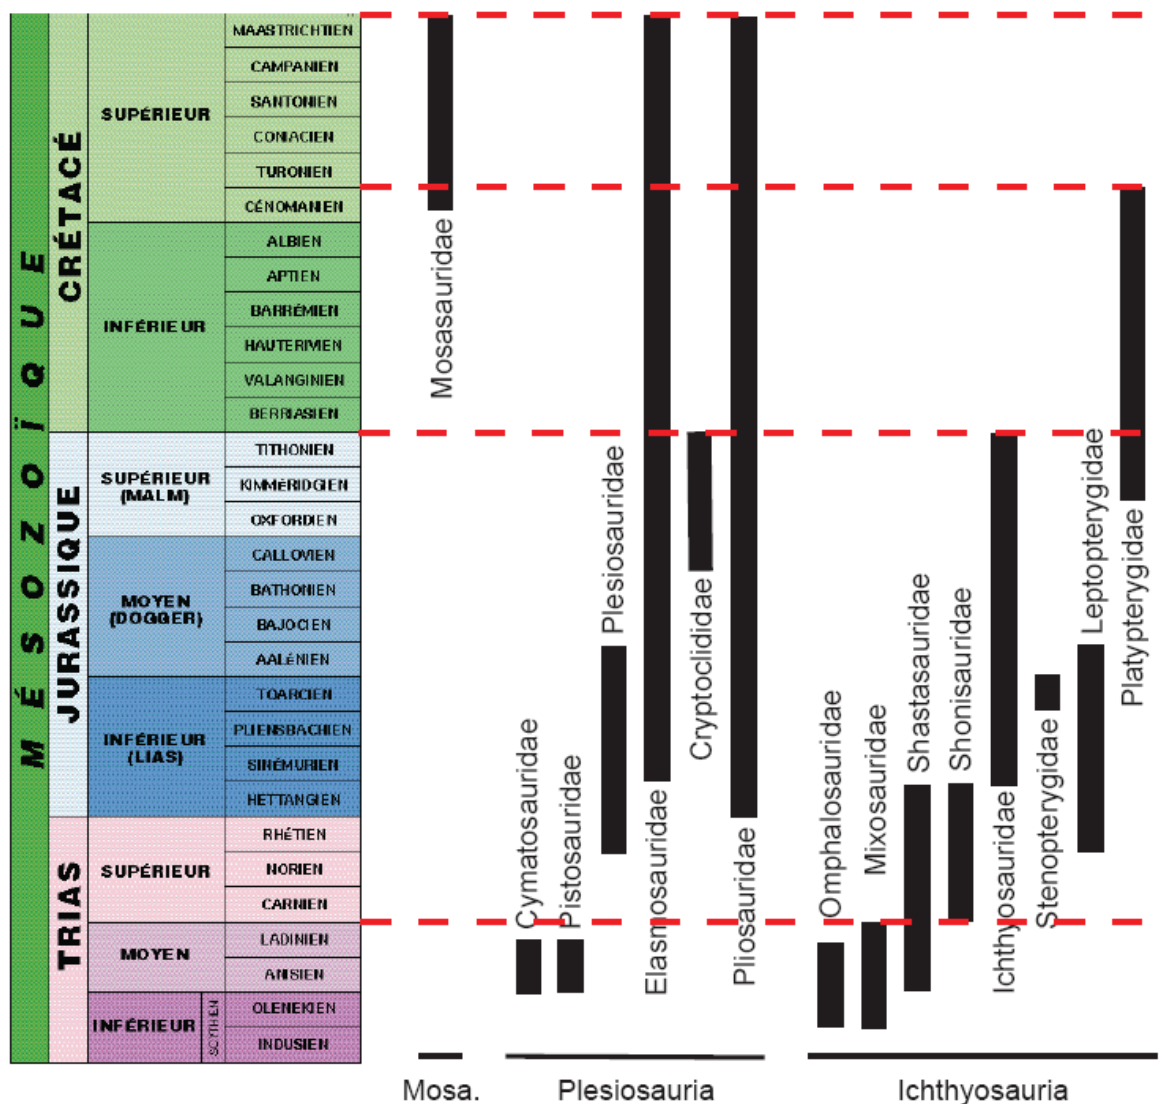 MÉSOZOÏQUE
CRÉTACÉ
JURASSIQUE
TRIAS
SUPÉRIEUR
INFÉRIEUR
SUPÉRIEUR
(MALM)
MOYEN
(DOGGER)
INFÉRIEUR
(LIAS)
SUPÉRIEUR
MOYEN
INFÉRIEUR
SCYTHIEN
MAASTRICHTIEN
CAMPANIEN
SANTONIEN
CONIACIEN
TURONIEN
CÉNOMANIEN
ALBIEN
APTIEN
BARRÉMIEN
HAUTERIVIEN
VALANGINIEN
BERRIASIEN
TITHONIEN
KIMMÉRIDGIEN
OXFORDIEN
CALLOVIEN
BATHONIEN
BAJOCIEN
AALÉNIEN
TOARCIEN
PLIENSBACHIEN
SINÉMURIEN
HETTANGIEN
RHÉTIEN
NORIEN
CARNIEN
LADINIEN
ANISIEN
OLENEKIEN
INDUSIEN
Mosasauridae
Cymatosauridae
Pistosauridae
Plesiosauridae
Elasmosauridae
Cryptoclididae
Pliosauridae
Omphalosauridae
Mixosauridae
Shastasauridae
Shonisauridae
Ichthyosauridae
Stenopterygidae
Leptopterygidae
Platypterygidae
Mosa.
Plesiosauria
Ichthyosauria